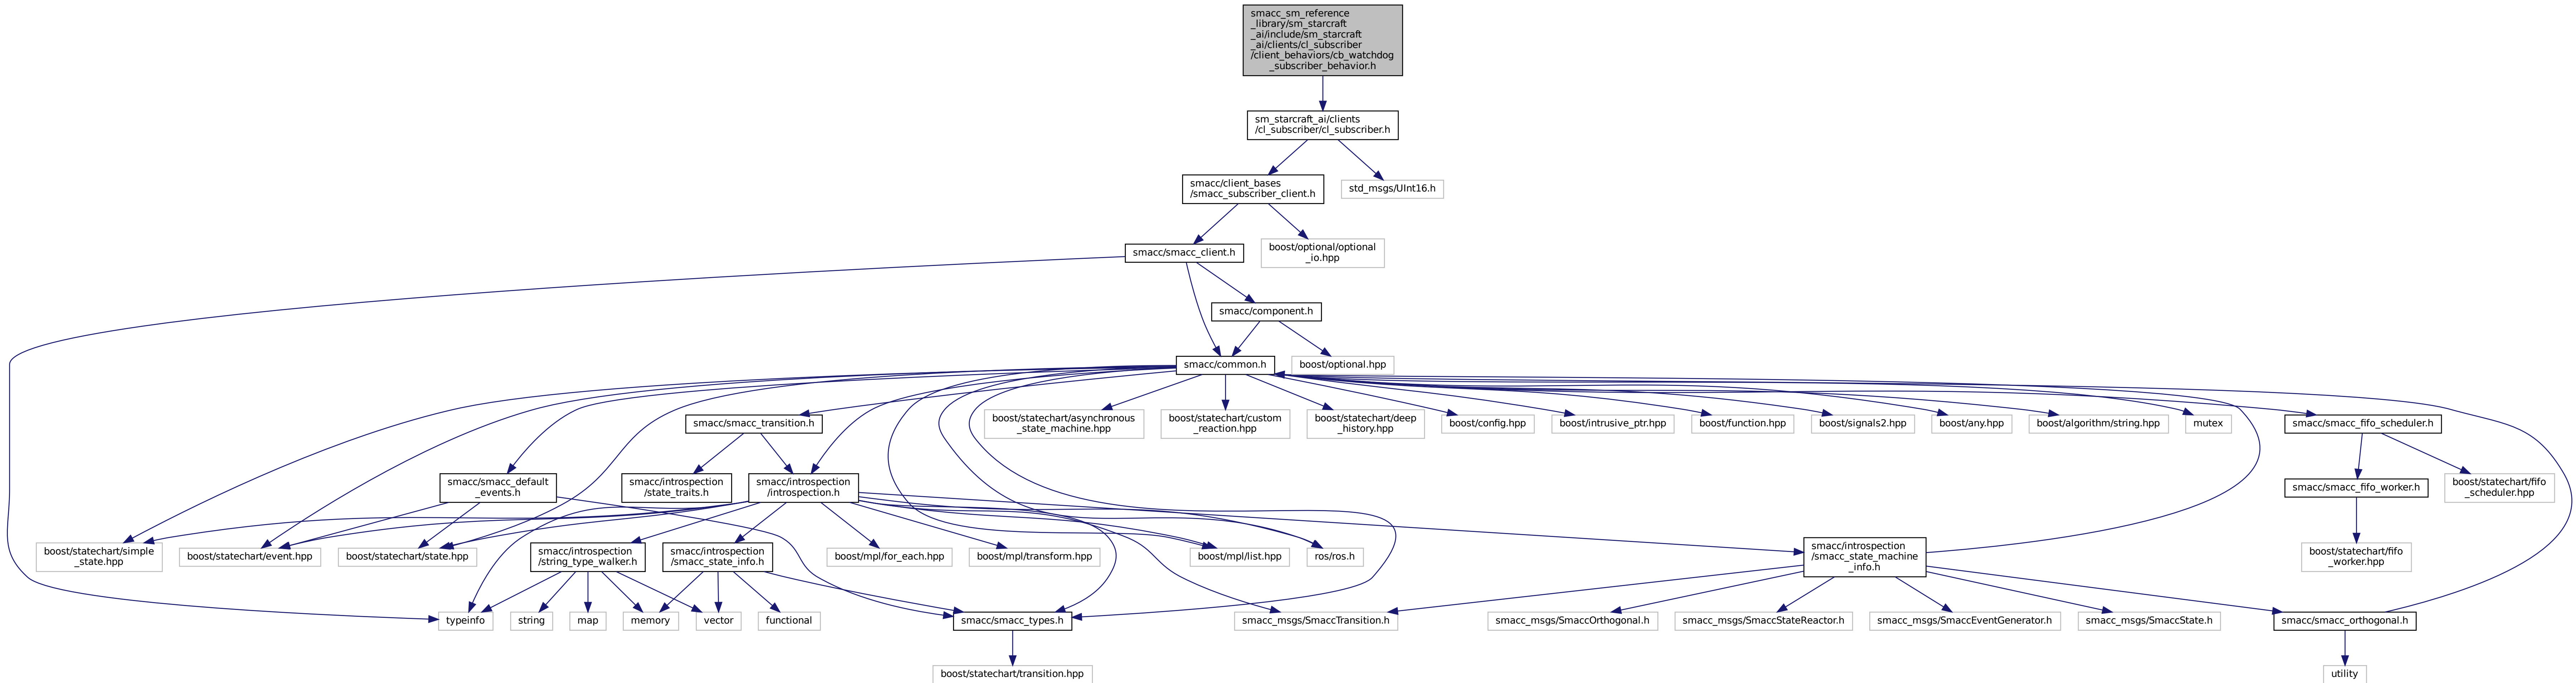 smacc_sm_reference
_library/sm_starcraft
_ai/include/sm_starcraft
_ai/clients/cl_subscriber
/client_behaviors/cb_watchdog
_subscriber_behavior.h
sm_starcraft_ai/clients
/cl_subscriber/cl_subscriber.h
smacc/client_bases
/smacc_subscriber_client.h
std_msgs/UInt16.h
smacc/smacc_client.h
boost/optional/optional
_io.hpp
smacc/component.h
smacc/common.h
boost/optional.hpp
smacc/smacc_transition.h
boost/statechart/asynchronous
_state_machine.hpp
boost/statechart/custom
_reaction.hpp
boost/statechart/deep
_history.hpp
boost/config.hpp
boost/intrusive_ptr.hpp
boost/function.hpp
boost/signals2.hpp
boost/any.hpp
boost/algorithm/string.hpp
mutex
smacc/smacc_fifo_scheduler.h
smacc/smacc_default
_events.h
smacc/introspection
/state_traits.h
smacc/introspection
/introspection.h
smacc/smacc_fifo_worker.h
boost/statechart/fifo
_scheduler.hpp
boost/statechart/simple
_state.hpp
boost/statechart/event.hpp
boost/statechart/state.hpp
smacc/introspection
/string_type_walker.h
smacc/introspection
/smacc_state_info.h
boost/mpl/for_each.hpp
boost/mpl/transform.hpp
boost/mpl/list.hpp
ros/ros.h
smacc/introspection
/smacc_state_machine
_info.h
boost/statechart/fifo
_worker.hpp
typeinfo
string
map
memory
vector
functional
smacc/smacc_types.h
smacc_msgs/SmaccTransition.h
smacc_msgs/SmaccOrthogonal.h
smacc_msgs/SmaccStateReactor.h
smacc_msgs/SmaccEventGenerator.h
smacc_msgs/SmaccState.h
smacc/smacc_orthogonal.h
boost/statechart/transition.hpp
utility